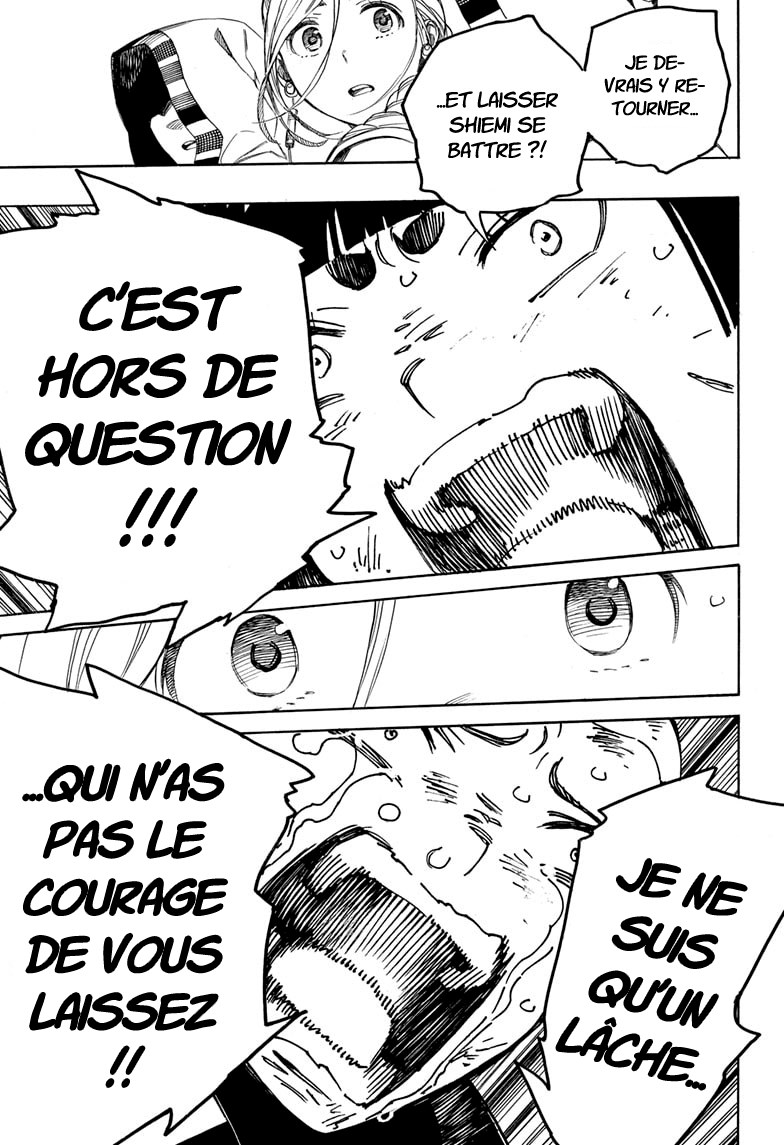 JE DE-
VRAIS Y RE-
TOURNER...
...ET LAISSER
SHIEMI SE
BATTRE ?!
C'EST
HORS DE
QUESTION
!!!
JE NE
SUIS
QU'UN
LÂCHE...
...QUI N'AS
PAS LE
COURAGE
DE VOUS
LAISSEZ
!!